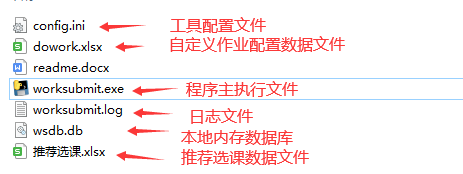 config.ini 工具配置文件
dowork.xlsx 自定义作业配置数据文件
readme.docx
worksubmit.exe 程序主执行文件
worksubmit.log 日志文件
wsdb.db 本地内存数据库
推荐选课.xlsx 推荐选课数据文件